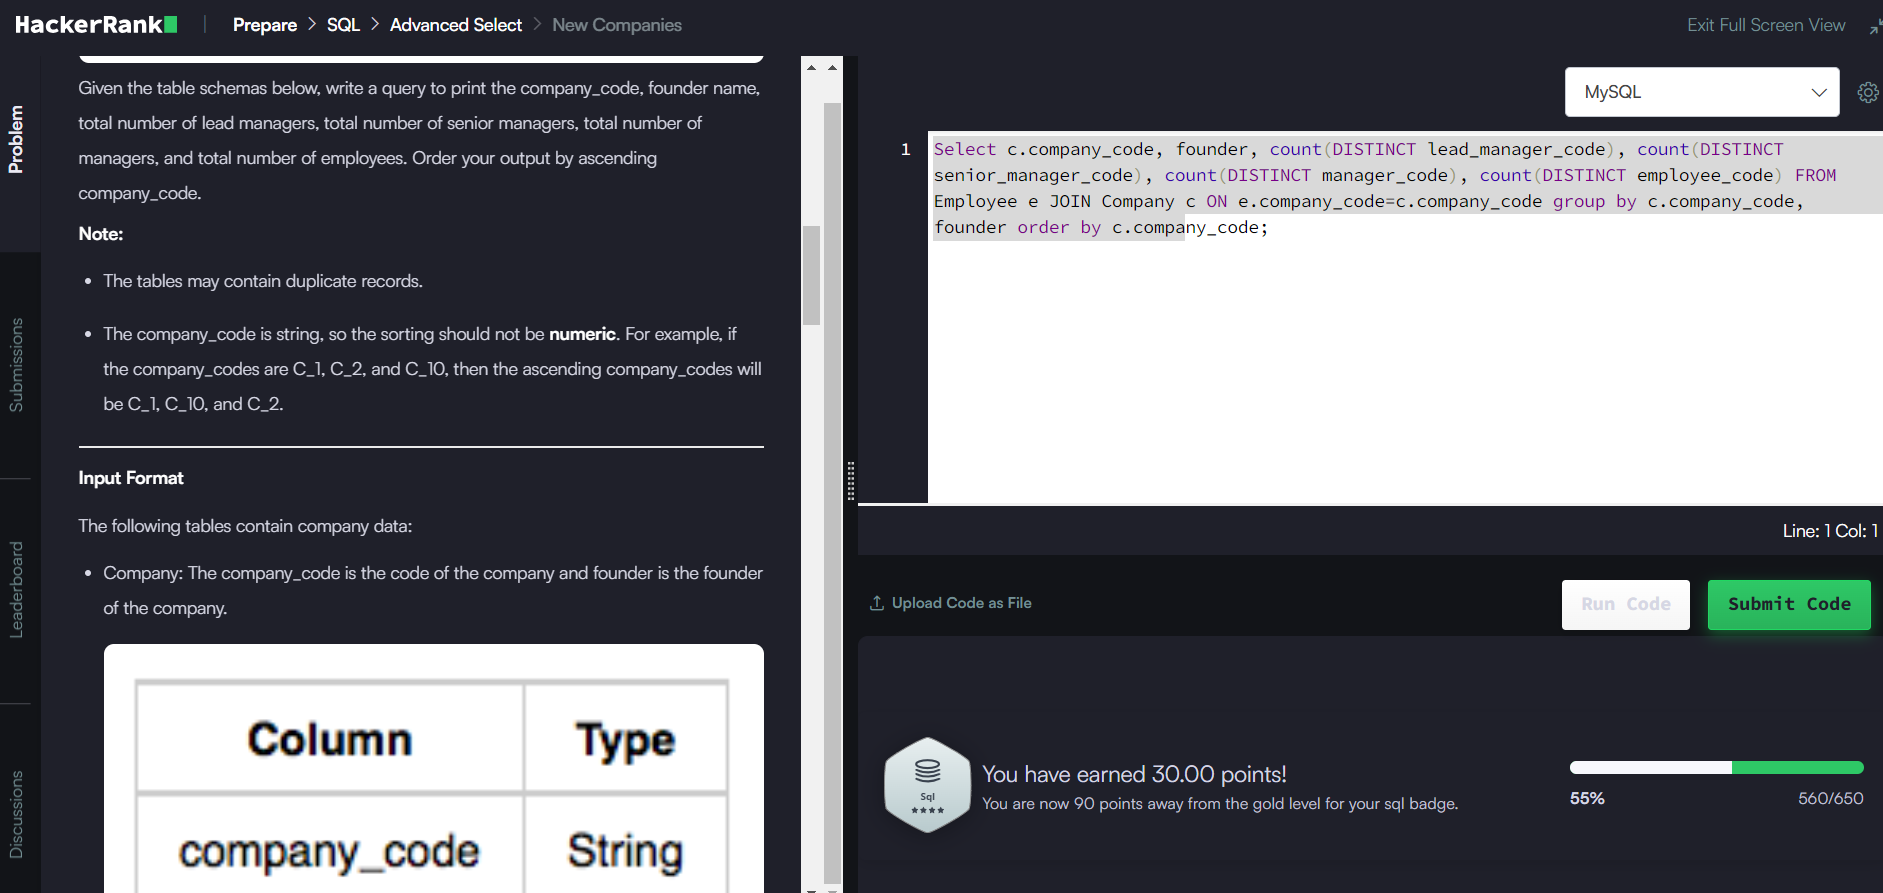 HackerRank
Prepare > SQL > Advanced Select > New Companies
Exit Full Screen View
Problem
Submissions
Leaderboard
Discussions
Given the table schemas below, write a query to print the company_code, founder name,
total number of lead managers, total number of senior managers, total number of
managers, and total number of employees. Order your output by ascending
company_code.
Note:
• The tables may contain duplicate records.
• The company_code is string, so the sorting should not be numeric. For example, if
the company_codes are C_1, C_2, and C_10, then the ascending company_codes will
be C_1, C_10, and C_2.
Input Format
The following tables contain company data:
• Company: The company_code is the code of the company and founder is the founder
of the company.
Column Type
company_code String
MySQL
1 Select c.company_code, founder, count(DISTINCT lead_manager_code), count(DISTINCT
senior_manager_code), count(DISTINCT manager_code), count(DISTINCT employee_code) FROM
Employee e JOIN Company c ON e.company_code=c.company_code group by c.company_code,
founder order by c.company_code;
Line: 1 Col: 1
Upload Code as File
Run Code
Submit Code
Sql
You have earned 30.00 points!
You are now 90 points away from the gold level for your sql badge.
55%
560/650